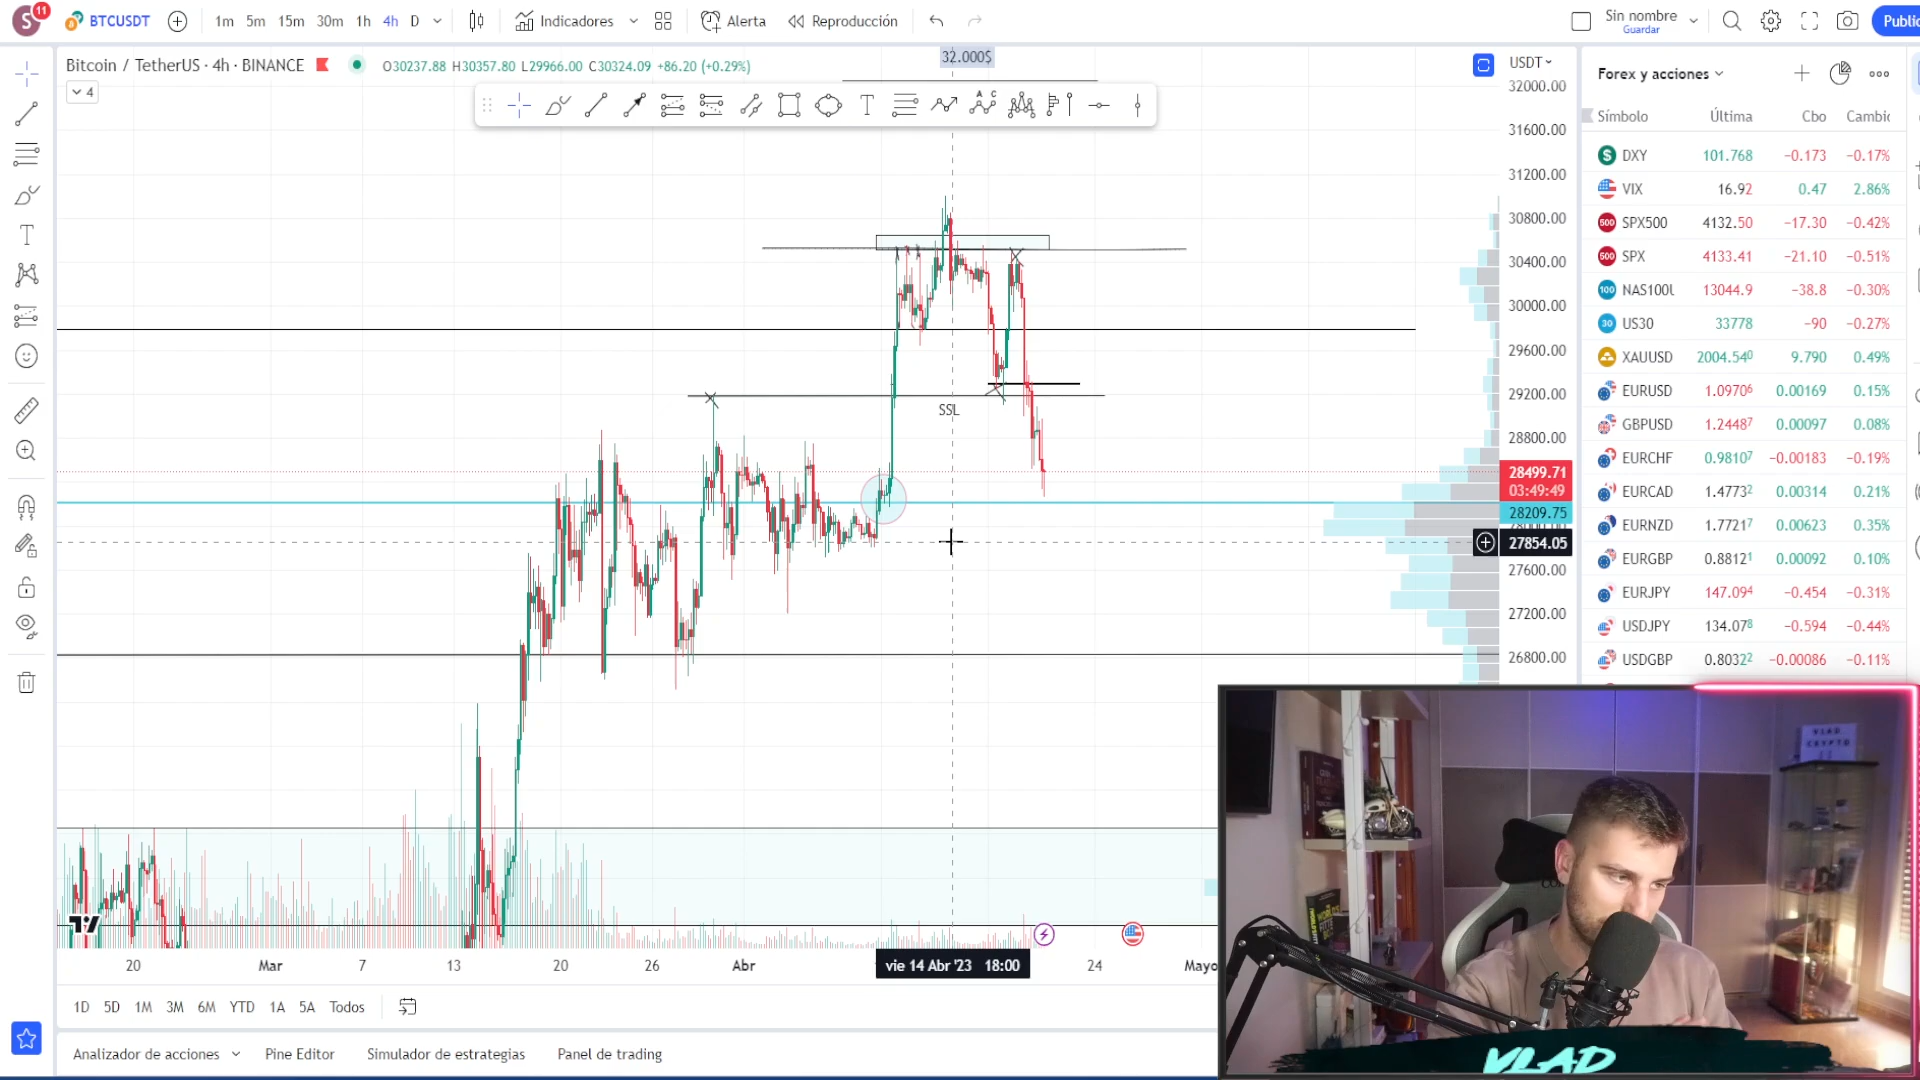 S 11 BTCUSDT 1m 5m 15m 30m 1h 4h D Indicadores Alerta Reproducción Sin nombre Guardar
Bitcoin / TetherUS · 4h · BINANCE O30237.88 H30357.80 L29966.00 C30324.09 +86.20 (+0.29%)
4
32.000$
USDT
32000.00
31600.00
31200.00
30800.00
30400.00
30000.00
29600.00
29200.00
28800.00
28499.71
03:49:49
28209.75
27854.05
27600.00
27200.00
26800.00
SSL
20 Mar 7 13 20 26 Abr vie 14 Abr '23 18:00 24 Mayo
1D 5D 1M 3M 6M YTD 1A 5A Todos
Analizador de acciones Pine Editor Simulador de estrategias Panel de trading
Forex y acciones
Símbolo Última Cbo
DXY 101.768 −0.173 −0.17%
VIX 16.92 0.47 2.86%
SPX500 4132.50 −17.30 −0.42%
SPX 4133.41 −21.10 −0.51%
13044.9 −38.8 −0.30%
US30 33778 −90 −0.27%
XAUUSD 2004.540 9.790 0.49%
EURUSD 1.09706 0.00169 0.15%
GBPUSD 1.24487 0.00097 0.08%
EURCHF 0.98107 −0.00183 −0.19%
EURCAD 1.47732 0.00314 0.21%
EURNZD 1.77217 0.00623 0.35%
EURGBP 0.88121 0.00092 0.10%
EURJPY 147.094 −0.454 −0.31%
USDJPY 134.078 −0.594 −0.44%
USDGBP 0.80322 −0.00086 −0.11%
VLAD
CRYPTO
VLAD